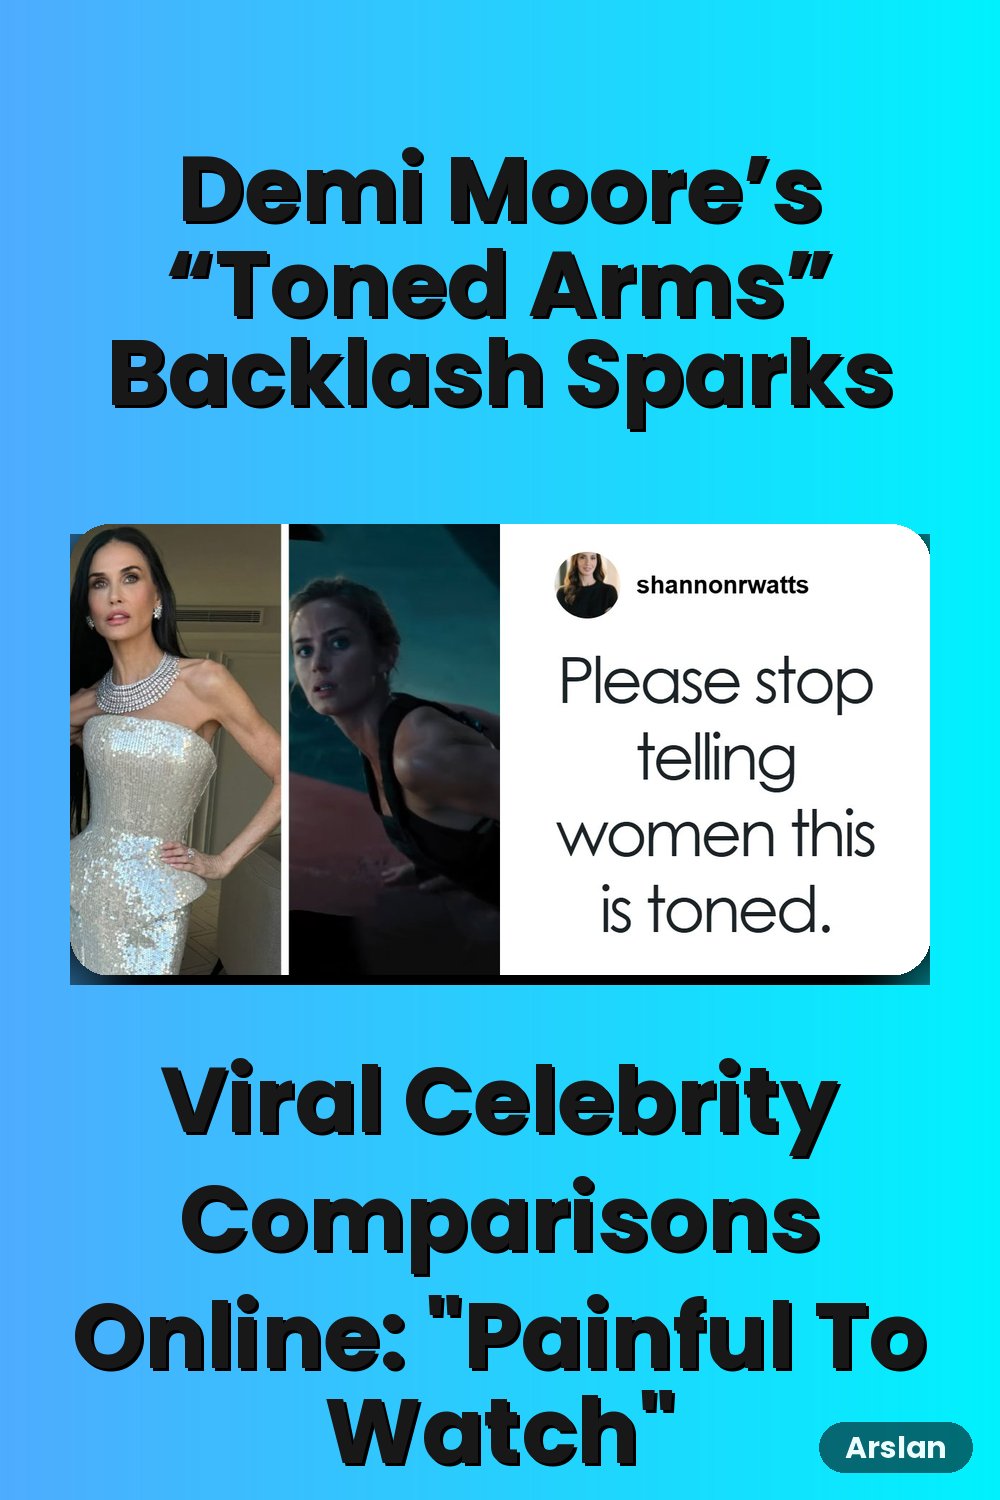 Demi Moore’s
“Toned Arms”
Backlash Sparks
shannonrwatts
Please stop
telling
women this
is toned.
Viral Celebrity
Comparisons
Online: "Painful To
Watch"
Arslan